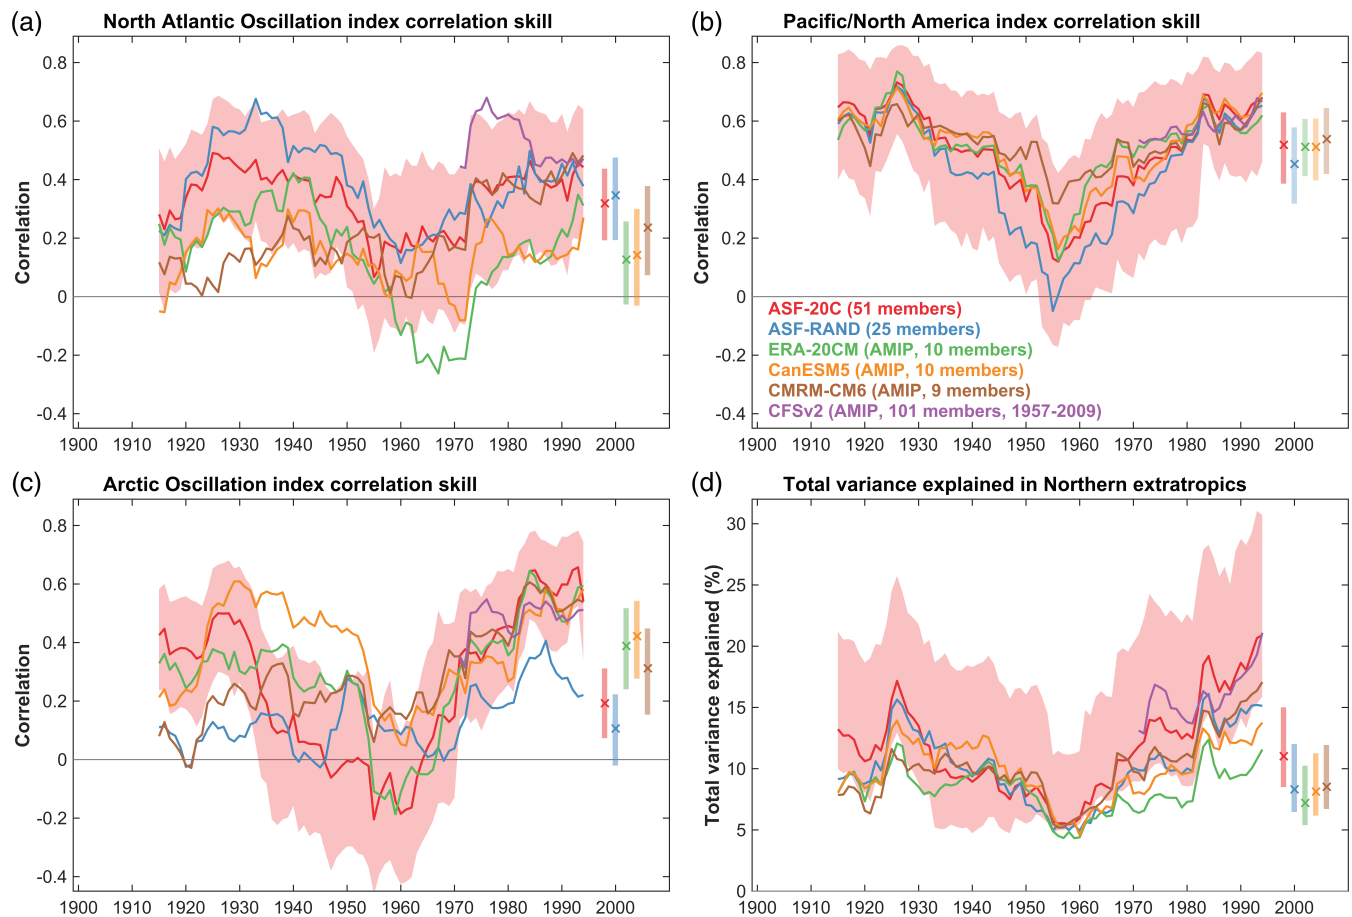 (a) North Atlantic Oscillation index correlation skill
Correlation
0.8
0.6
0.4
0.2
0
-0.2
-0.4
1900 1910 1920 1930 1940 1950 1960 1970 1980 1990 2000
(b) Pacific/North America index correlation skill
Correlation
0.8
0.6
0.4
0.2
0
-0.2
-0.4
ASF-20C (51 members)
ASF-RAND (25 members)
ERA-20CM (AMIP, 10 members)
CanESM5 (AMIP, 10 members)
CMRM-CM6 (AMIP, 9 members)
CFSv2 (AMIP, 101 members, 1957-2009)
1900 1910 1920 1930 1940 1950 1960 1970 1980 1990 2000
(c) Arctic Oscillation index correlation skill
Correlation
0.8
0.6
0.4
0.2
0
-0.2
-0.4
1900 1910 1920 1930 1940 1950 1960 1970 1980 1990 2000
(d) Total variance explained in Northern extratropics
Total variance explained (%)
30
25
20
15
10
5
0
1900 1910 1920 1930 1940 1950 1960 1970 1980 1990 2000